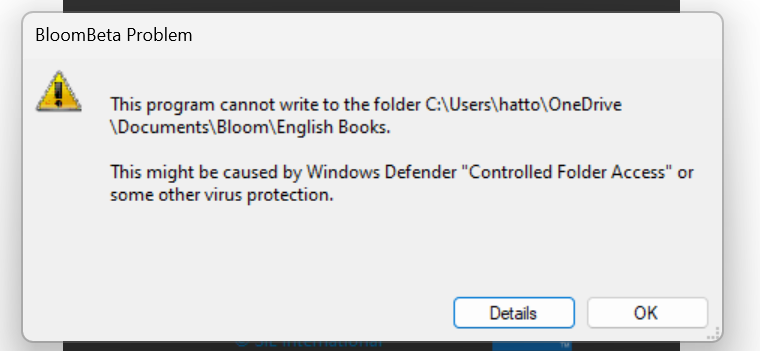 BloomBeta Problem
This program cannot write to the folder C:\Users\hatto\OneDrive
\Documents\Bloom\English Books.
This might be caused by Windows Defender "Controlled Folder Access" or
some other virus protection.
Details
OK
International